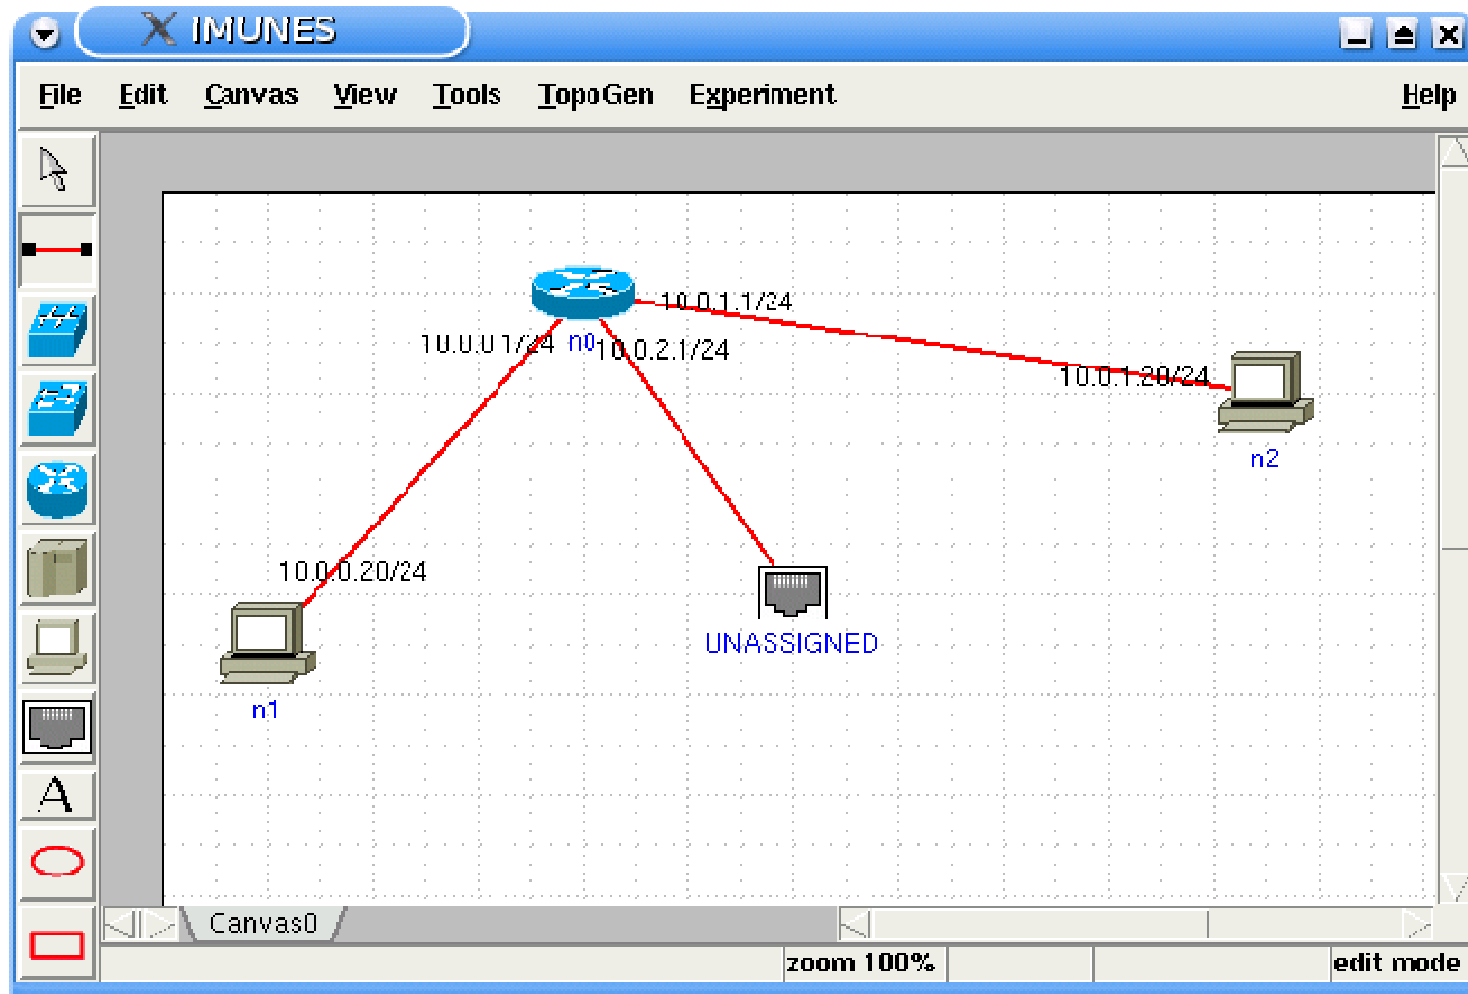 IMUNES
File Edit Canvas View Tools TopoGen Experiment Help
10.0.1.1/24
10.0.0.1/24 n0 10.0.2.1/24
10.0.1.20/24
n2
10.0.0.20/24
UNASSIGNED
n1
A
Canvas0
zoom 100% edit mode